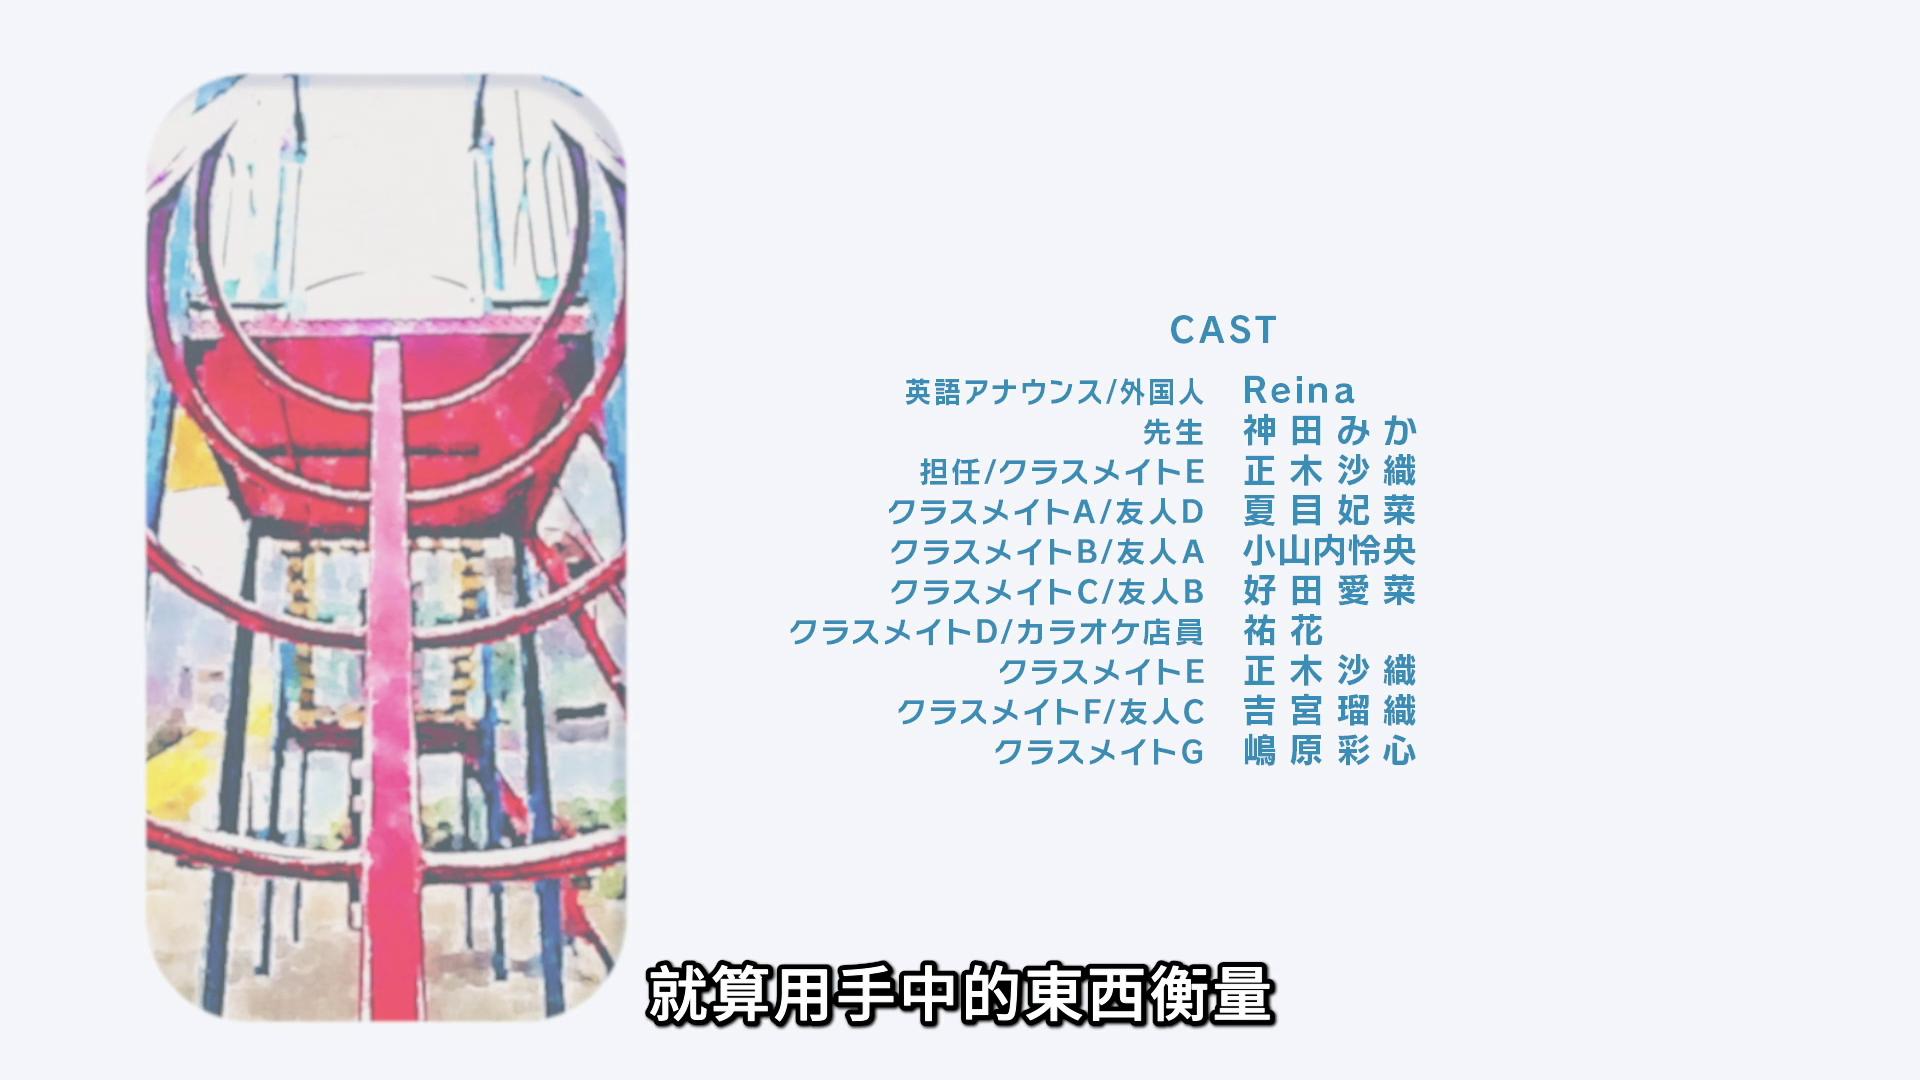 CAST
英語アナウンス/外国人 Reina
先生 神田みか
担任/クラスメイトE 正木沙織
クラスメイトA/友人D 夏目妃菜
クラスメイトB/友人A 小山内怜央
クラスメイトC/友人B 好田愛菜
クラスメイトD/カラオケ店員 祐花
クラスメイトE 正木沙織
クラスメイトF/友人C 吉宮瑠織
クラスメイトG 嶋原彩心
就算用手中的東西衡量